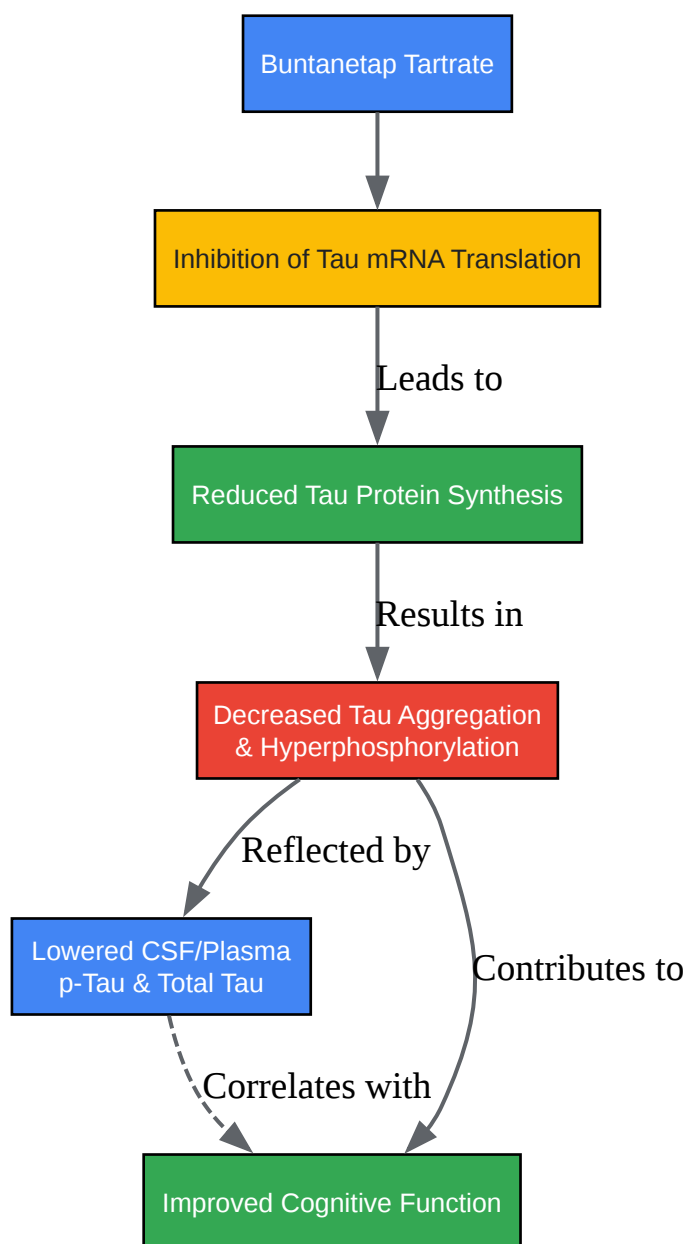 Buntanetap Tartrate
Inhibition of Tau mRNA Translation
Leads to
Reduced Tau Protein Synthesis
Results in
Decreased Tau Aggregation
& Hyperphosphorylation
Reflected by
Lowered CSF/Plasma
p-Tau & Total Tau
Contributes to
Correlates with
Improved Cognitive Function